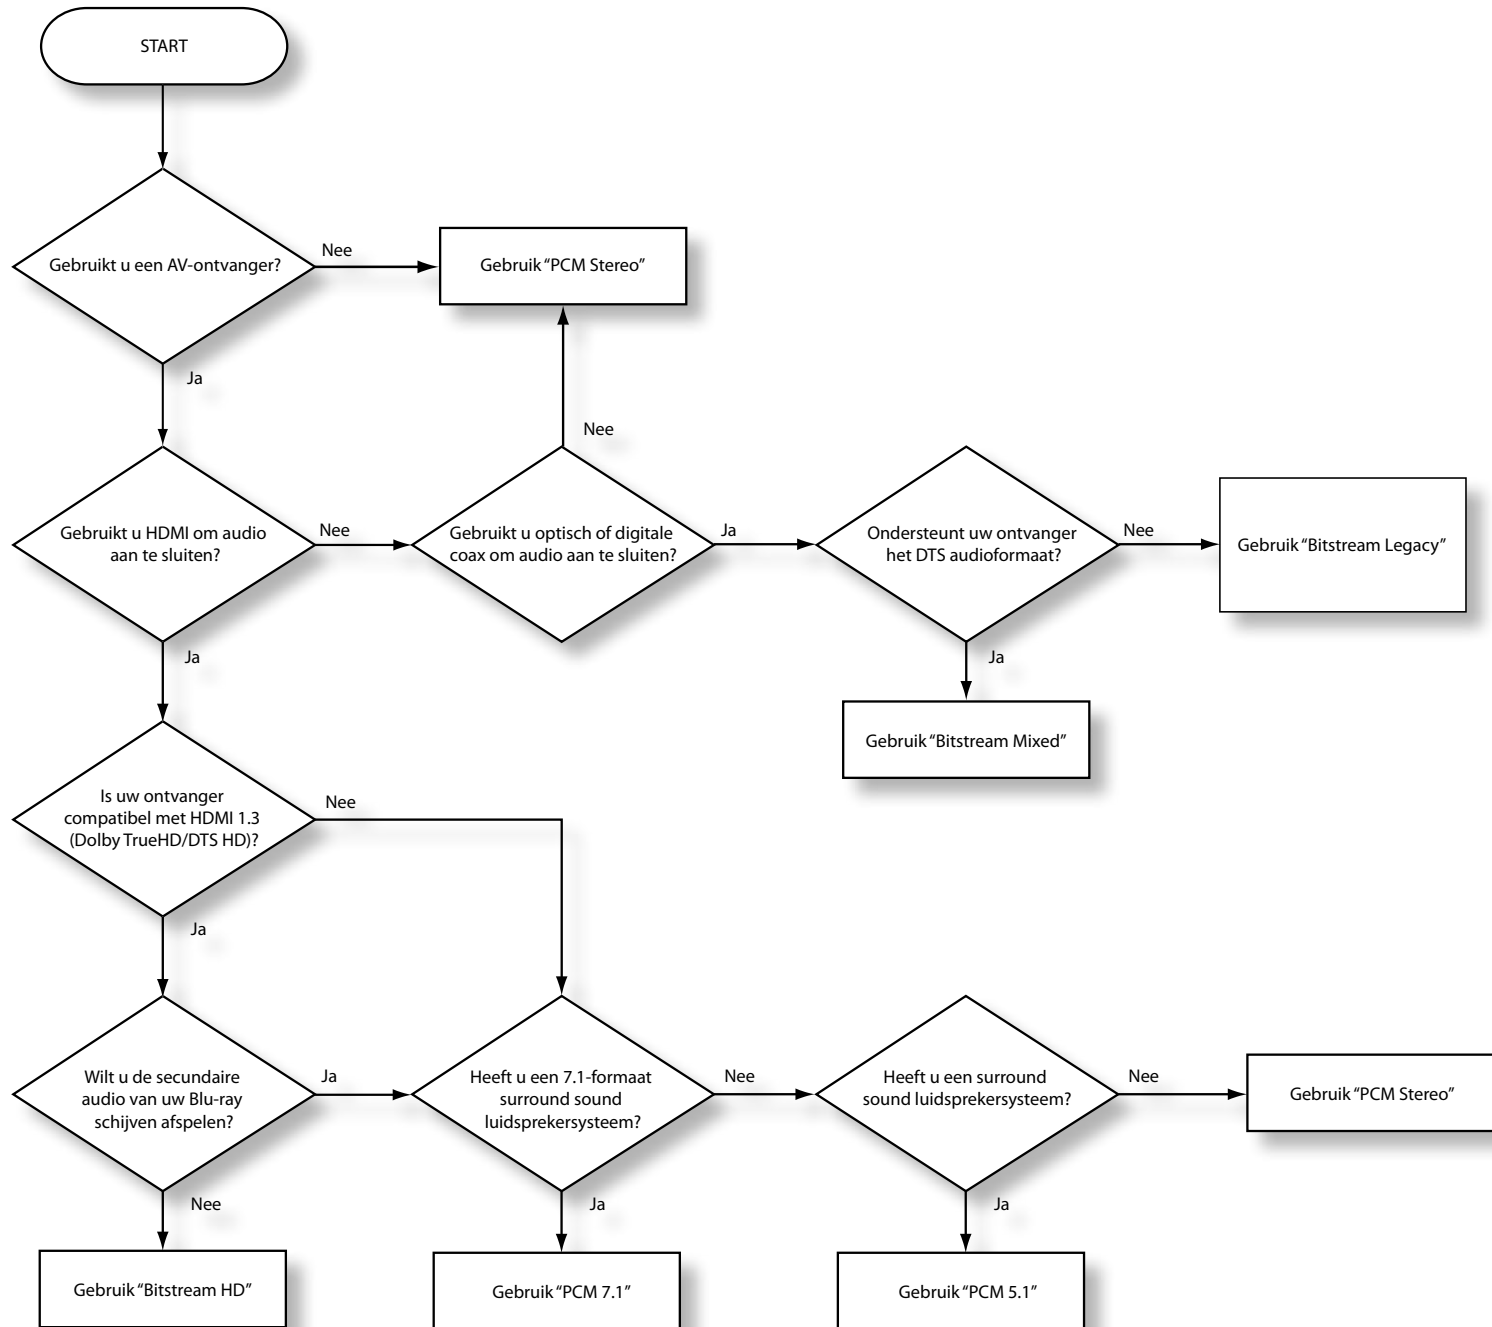 START
Gebruikt u een AV-ontvanger?
Nee
Gebruik “PCM Stereo”
Ja
Nee
Gebruikt u HDMI om audio
aan te sluiten?
Nee
Gebruikt u optisch of digitale
coax om audio aan te sluiten?
Ja
Ondersteunt uw ontvanger
het DTS audioformaat?
Nee
Gebruik “Bitstream Legacy”
Ja
Ja
Gebruik “Bitstream Mixed”
Is uw ontvanger
compatibel met HDMI 1.3
(Dolby TrueHD/DTS HD)?
Nee
Ja
Wilt u de secundaire
audio van uw Blu-ray
schijven afspelen?
Ja
Heeft u een 7.1-formaat
surround sound
luidsprekersysteem?
Nee
Heeft u een surround
sound luidsprekersysteem?
Nee
Gebruik “PCM Stereo”
Nee
Ja
Ja
Gebruik “Bitstream HD”
Gebruik “PCM 7.1”
Gebruik “PCM 5.1”